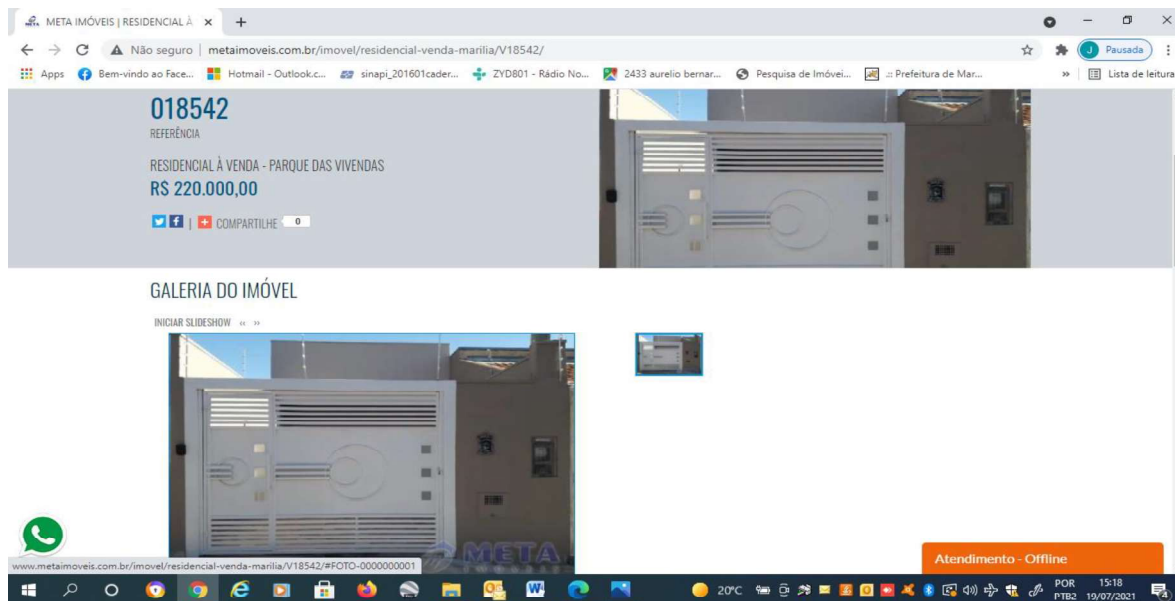 META IMÓVEIS | RESIDENCIAL À
Não seguro | metaimoveis.com.br/imovel/residencial-venda-marilia/V18542/
J Pausada
Apps Bem-vindo ao Face... Hotmail - Outlook.c... sinapi_201601cader... ZYD801 - Rádio No... 2433 aurelio bernar... Pesquisa de Imóvei... .:: Prefeitura de Mar... » Lista de leitura
018542
REFERÊNCIA
RESIDENCIAL À VENDA - PARQUE DAS VIVENDAS
R$ 220.000,00
| COMPARTILHE 0
GALERIA DO IMÓVEL
INICIAR SLIDESHOW ‹‹ ››
META
Atendimento - Offline
www.metaimoveis.com.br/imovel/residencial-venda-marilia/V18542/#FOTO-0000000001
20°C
POR 15:18
PTB2 19/07/2021